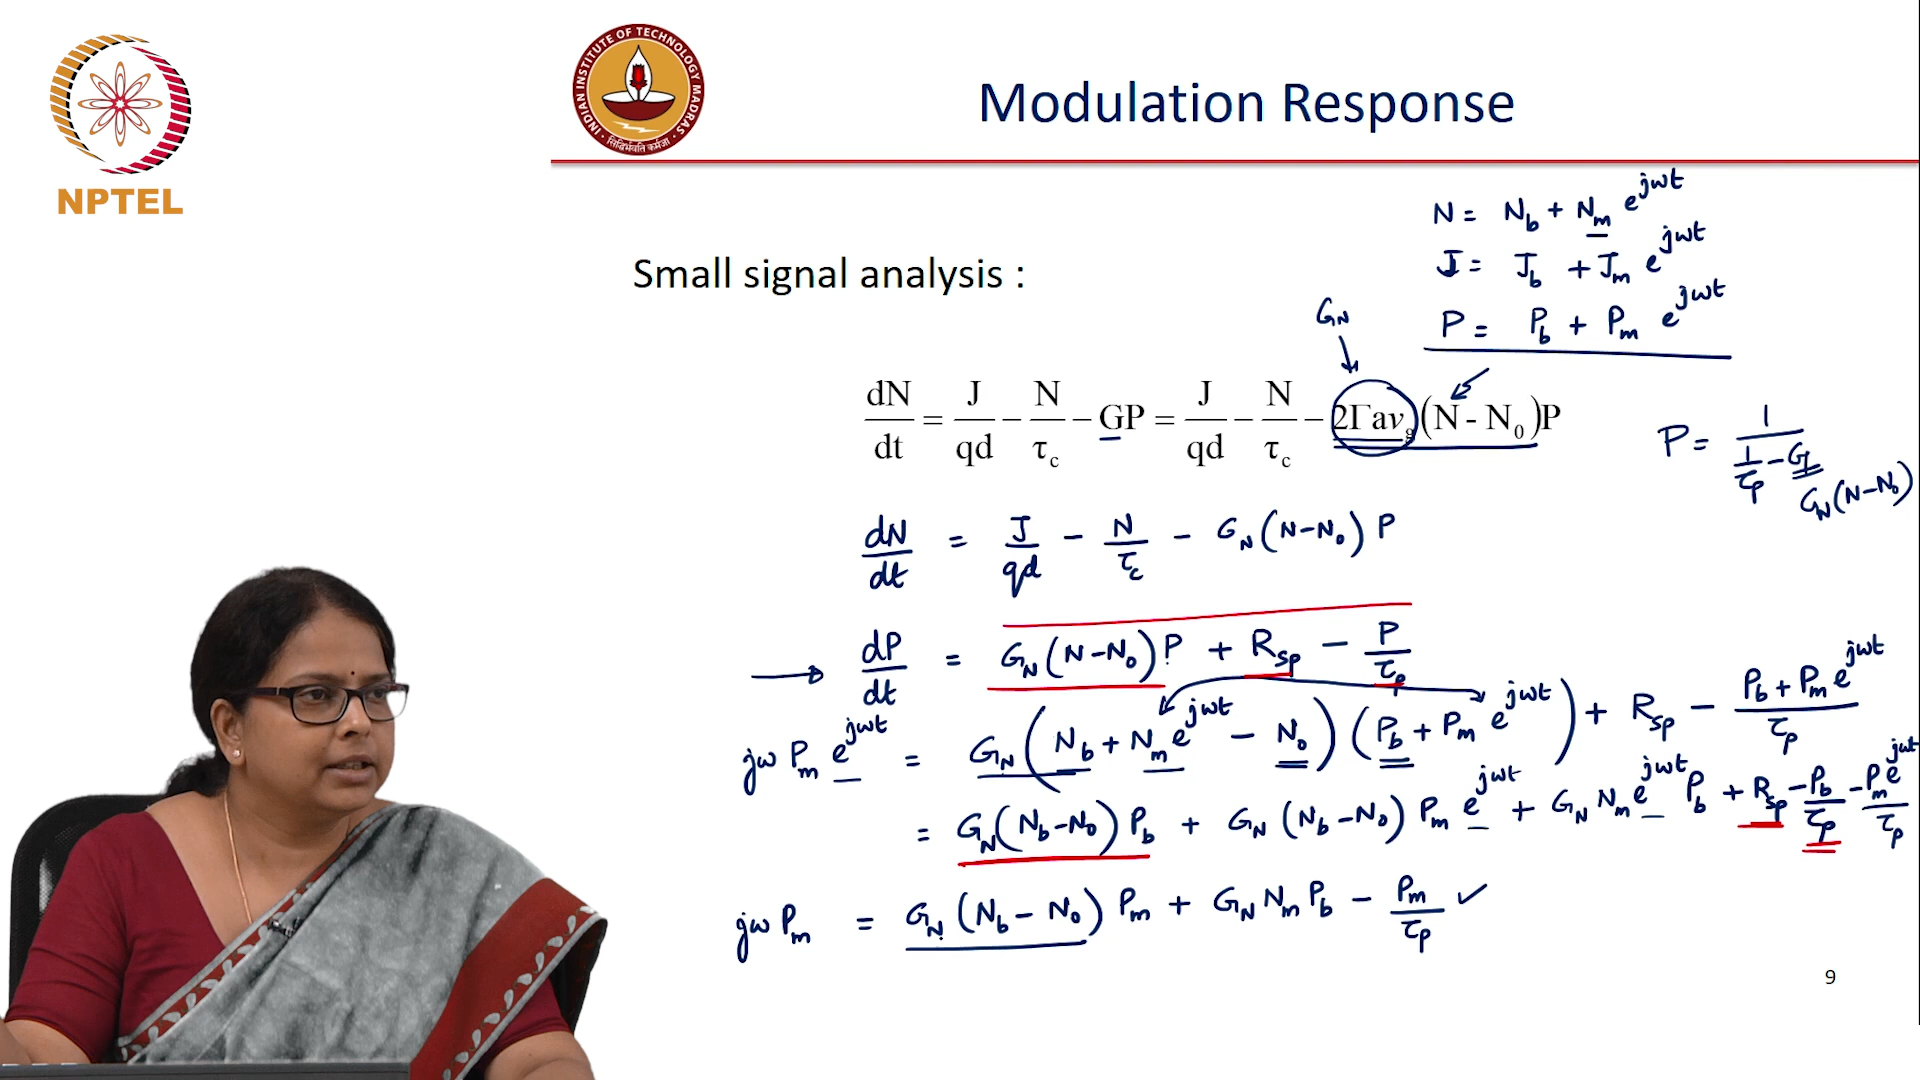 INDIAN INSTITUTE OF TECHNOLOGY MADRAS
सिद्धिर्भवति कर्मजा
NPTEL
Modulation Response
N = N_b + N_m e^{jωt}
J = J_b + J_m e^{jωt}
P = P_b + P_m e^{jωt}
Small signal analysis :
G_N
dN/dt = J/qd − N/τ_c − GP = J/qd − N/τ_c − 2Γav_g (N - N_0)P
P = 1/(1/τ_p − G)
G_N(N−N_0)
dN/dt = J/qd − N/τ_c − G_N(N−N_0) P
dP/dt = G_N(N−N_0)P + R_sp − P/τ_p
jω P_m e^{jωt} = G_N(N_b + N_m e^{jωt} − N_0)(P_b + P_m e^{jωt}) + R_sp − (P_b + P_m e^{jωt})/τ_p
= G_N(N_b−N_0) P_b + G_N (N_b−N_0) P_m e^{jωt} + G_N N_m e^{jωt} P_b + R_sp − P_b/τ_p − P_m e^{jωt}/τ_p
jω P_m = G_N (N_b − N_0) P_m + G_N N_m P_b − P_m/τ_p ✓
9